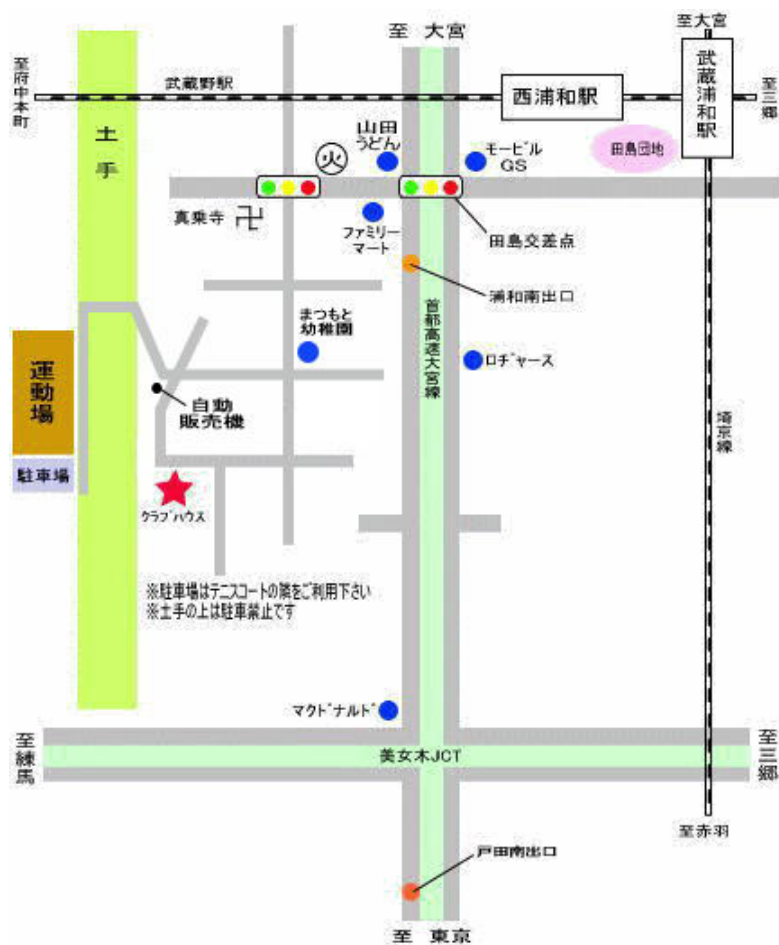 至 大宮
至大宮
至府中本町
武蔵野駅
西浦和駅
武蔵浦和駅
至三郷
土手
山田
うどん
火
モービル
GS
田島団地
真乗寺
卍
ファミリー
マート
田島交差点
浦和南出口
まつもと
幼稚園
首都高速大宮線
ロヂャース
運動場
自動
販売機
埼京線
駐車場
クラブハウス
※駐車場はテニスコートの隣をご利用下さい
※土手の上は駐車禁止です
マクドナルド
至練馬
美女木JCT
至三郷
至赤羽
戸田南出口
至 東京